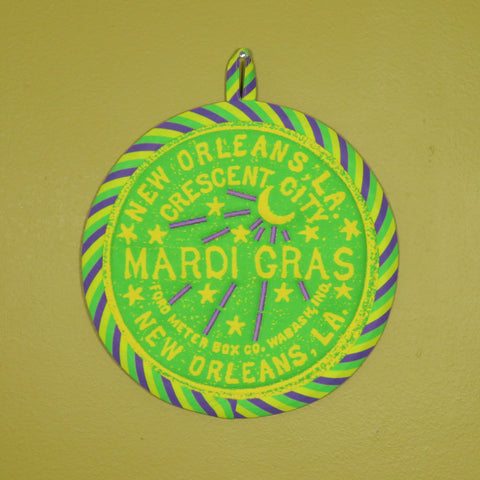 NEW ORLEANS, LA.
CRESCENT CITY
MARDI GRAS
FORD METER BOX CO. WABASH, IND.
NEW ORLEANS, LA.